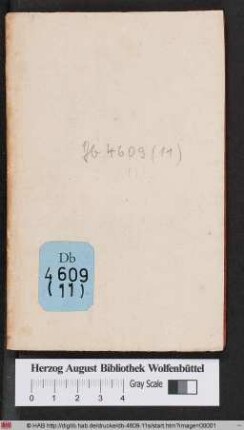 Db 4609 (11)
Db
4609
(11)
Herzog August Bibliothek Wolfenbüttel
0 1 2 3 4 Gray Scale
© HAB http://diglib.hab.de/drucke/db-4609-11s/start.htm?image=00001